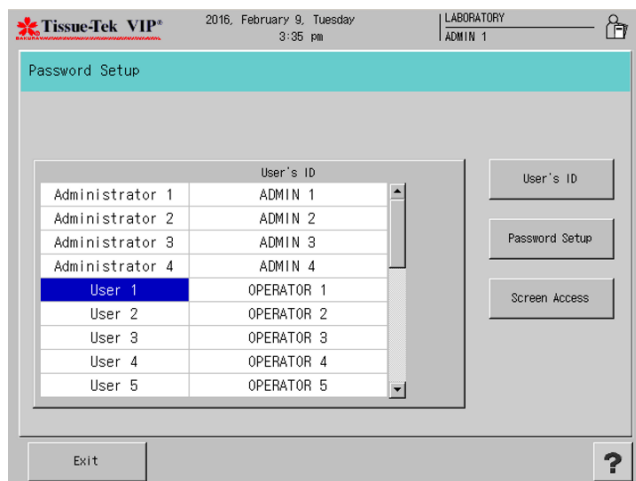 Tissue-Tek VIP®
SAKURA
2016, February 9, Tuesday
3:35 pm
LABORATORY
ADMIN 1
Password Setup
User's ID
Administrator 1 ADMIN 1
Administrator 2 ADMIN 2
Administrator 3 ADMIN 3
Administrator 4 ADMIN 4
User 1 OPERATOR 1
User 2 OPERATOR 2
User 3 OPERATOR 3
User 4 OPERATOR 4
User 5 OPERATOR 5
User's ID
Password Setup
Screen Access
Exit
?